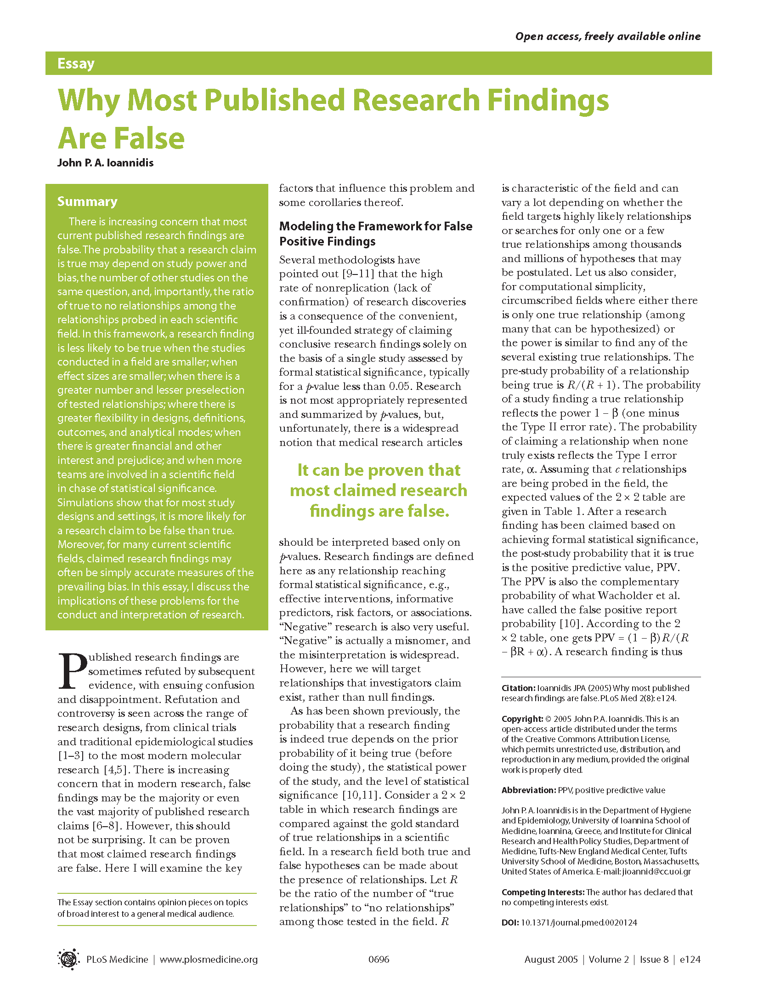 Open access, freely available online
Essay
Why Most Published Research Findings
Are False
John P. A. Ioannidis
Summary
There is increasing concern that most
current published research findings are
false. The probability that a research claim
is true may depend on study power and
bias, the number of other studies on the
same question, and, importantly, the ratio
of true to no relationships among the
relationships probed in each scientific
field. In this framework, a research finding
is less likely to be true when the studies
conducted in a field are smaller; when
effect sizes are smaller; when there is a
greater number and lesser preselection
of tested relationships; where there is
greater flexibility in designs, definitions,
outcomes, and analytical modes; when
there is greater financial and other
interest and prejudice; and when more
teams are involved in a scientific field
in chase of statistical significance.
Simulations show that for most study
designs and settings, it is more likely for
a research claim to be false than true.
Moreover, for many current scientific
fields, claimed research findings may
often be simply accurate measures of the
prevailing bias. In this essay, I discuss the
implications of these problems for the
conduct and interpretation of research.
Published research findings are
sometimes refuted by subsequent
evidence, with ensuing confusion
and disappointment. Refutation and
controversy is seen across the range of
research designs, from clinical trials
and traditional epidemiological studies
[1–3] to the most modern molecular
research [4,5]. There is increasing
concern that in modern research, false
findings may be the majority or even
the vast majority of published research
claims [6–8]. However, this should
not be surprising. It can be proven
that most claimed research findings
are false. Here I will examine the key
The Essay section contains opinion pieces on topics
of broad interest to a general medical audience.
factors that influence this problem and
some corollaries thereof.
Modeling the Framework for False
Positive Findings
Several methodologists have
pointed out [9–11] that the high
rate of nonreplication (lack of
confirmation) of research discoveries
is a consequence of the convenient,
yet ill-founded strategy of claiming
conclusive research findings solely on
the basis of a single study assessed by
formal statistical significance, typically
for a p-value less than 0.05. Research
is not most appropriately represented
and summarized by p-values, but,
unfortunately, there is a widespread
notion that medical research articles
It can be proven that
most claimed research
findings are false.
should be interpreted based only on
p-values. Research findings are defined
here as any relationship reaching
formal statistical significance, e.g.,
effective interventions, informative
predictors, risk factors, or associations.
“Negative” research is also very useful.
“Negative” is actually a misnomer, and
the misinterpretation is widespread.
However, here we will target
relationships that investigators claim
exist, rather than null findings.
As has been shown previously, the
probability that a research finding
is indeed true depends on the prior
probability of it being true (before
doing the study), the statistical power
of the study, and the level of statistical
significance [10,11]. Consider a 2 × 2
table in which research findings are
compared against the gold standard
of true relationships in a scientific
field. In a research field both true and
false hypotheses can be made about
the presence of relationships. Let R
be the ratio of the number of “true
relationships” to “no relationships”
among those tested in the field. R
is characteristic of the field and can
vary a lot depending on whether the
field targets highly likely relationships
or searches for only one or a few
true relationships among thousands
and millions of hypotheses that may
be postulated. Let us also consider,
for computational simplicity,
circumscribed fields where either there
is only one true relationship (among
many that can be hypothesized) or
the power is similar to find any of the
several existing true relationships. The
pre-study probability of a relationship
being true is R/(R + 1). The probability
of a study finding a true relationship
reflects the power 1 – β (one minus
the Type II error rate). The probability
of claiming a relationship when none
truly exists reflects the Type I error
rate, α. Assuming that c relationships
are being probed in the field, the
expected values of the 2 × 2 table are
given in Table 1. After a research
finding has been claimed based on
achieving formal statistical significance,
the post-study probability that it is true
is the positive predictive value, PPV.
The PPV is also the complementary
probability of what Wacholder et al.
have called the false positive report
probability [10]. According to the 2
× 2 table, one gets PPV = (1 – β)R/(R
– βR + α). A research finding is thus
Citation: Ioannidis JPA (2005) Why most published
research findings are false. PLoS Med 2(8): e124.
Copyright: © 2005 John P. A. Ioannidis. This is an
open-access article distributed under the terms
of the Creative Commons Attribution License,
which permits unrestricted use, distribution, and
reproduction in any medium, provided the original
work is properly cited.
Abbreviation: PPV, positive predictive value
John P. A. Ioannidis is in the Department of Hygiene
and Epidemiology, University of Ioannina School of
Medicine, Ioannina, Greece, and Institute for Clinical
Research and Health Policy Studies, Department of
Medicine, Tufts-New England Medical Center, Tufts
University School of Medicine, Boston, Massachusetts,
United States of America. E-mail: jioannid@cc.uoi.gr
Competing Interests: The author has declared that
no competing interests exist.
DOI: 10.1371/journal.pmed.0020124
PLoS Medicine | www.plosmedicine.org
0696
August 2005 | Volume 2 | Issue 8 | e124